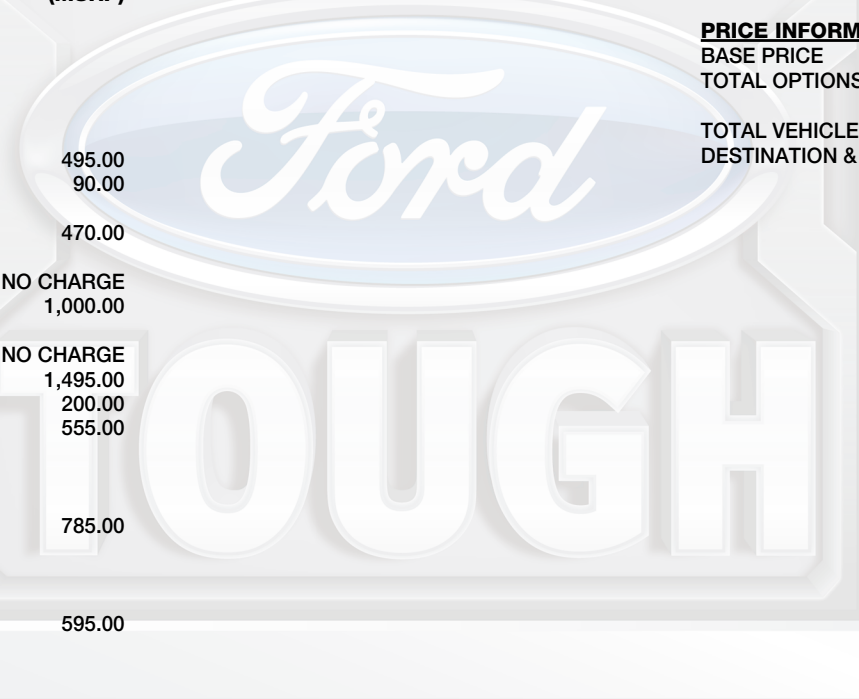 (MSRP)
PRICE INFORM
BASE PRICE
TOTAL OPTIONS
TOTAL VEHICLE
DESTINATION &
495.00
90.00
470.00
NO CHARGE
1,000.00
NO CHARGE
1,495.00
200.00
555.00
785.00
595.00
Ford
TOUGH